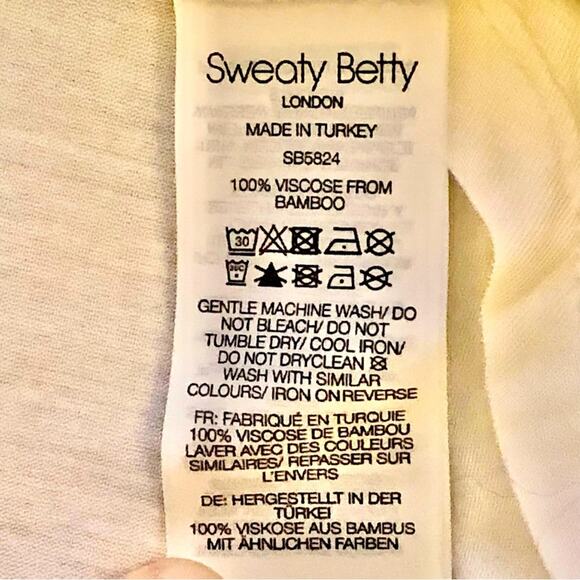 Sweaty Betty
LONDON
MADE IN TURKEY
SB5824
100% VISCOSE FROM
BAMBOO
30
30C
GENTLE MACHINE WASH/ DO
NOT BLEACH/ DO NOT
TUMBLE DRY/ COOL IRON/
DO NOT DRYCLEAN
WASH WITH SIMILAR
COLOURS/ IRON ON REVERSE
FR: FABRIQUÉ EN TURQUIE
100% VISCOSE DE BAMBOU
LAVER AVEC DES COULEURS
SIMILAIRES/ REPASSER SUR
L'ENVERS
DE: HERGESTELLT IN DER
TÜRKEI
100% VISKOSE AUS BAMBUS
MIT ÄHNLICHEN FARBEN